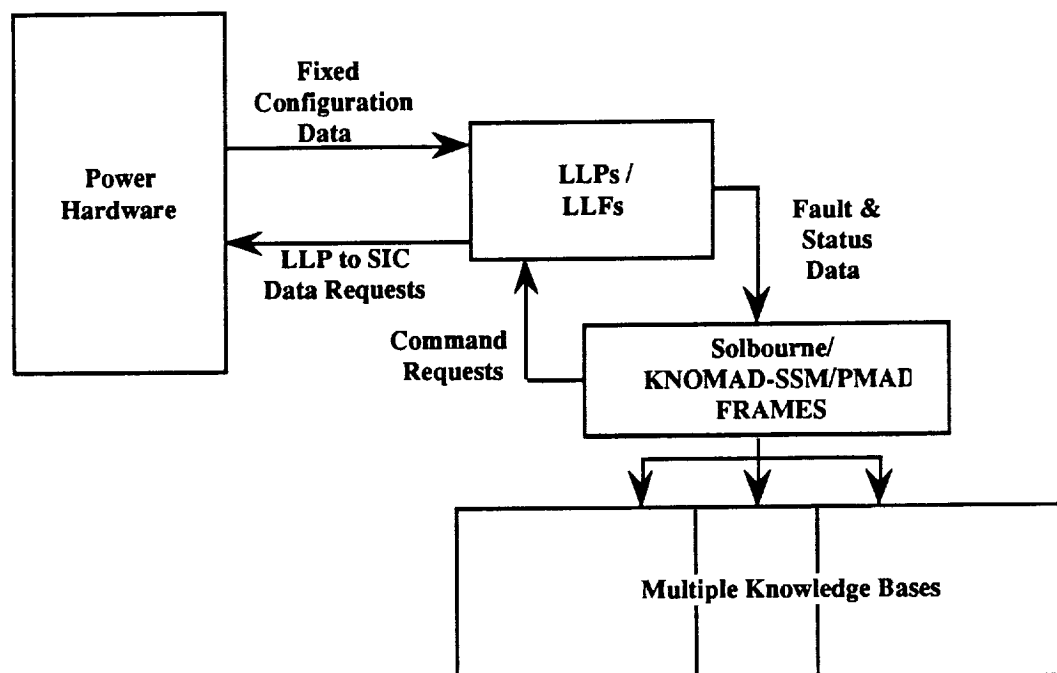 Fixed
Configuration
Data
Power
Hardware
LLPs /
LLFs
LLP to SIC
Data Requests
Fault &
Status
Data
Command
Requests
Solbourne/
KNOMAD-SSM/PMAD
FRAMES
Multiple Knowledge Bases